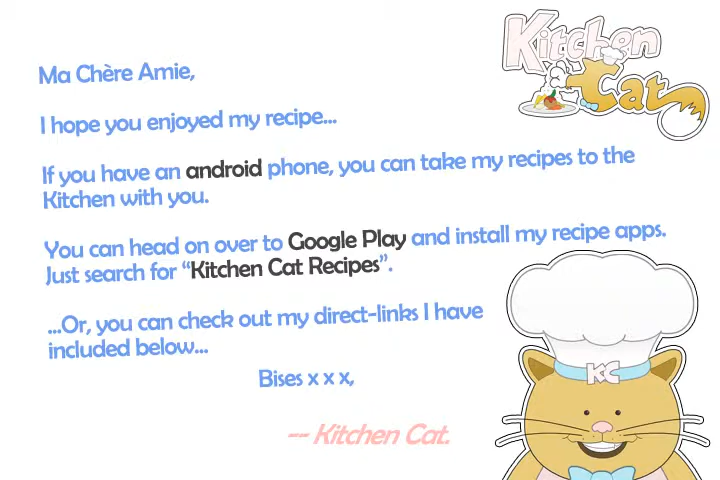 Kitchen
Cat
Ma Chère Amie,
I hope you enjoyed my recipe...
If you have an android phone, you can take my recipes to the
Kitchen with you.
You can head on over to Google Play and install my recipe apps.
Just search for “Kitchen Cat Recipes”.
...Or, you can check out my direct-links I have
included below...
Bises x x x,
-- Kitchen Cat.
KC